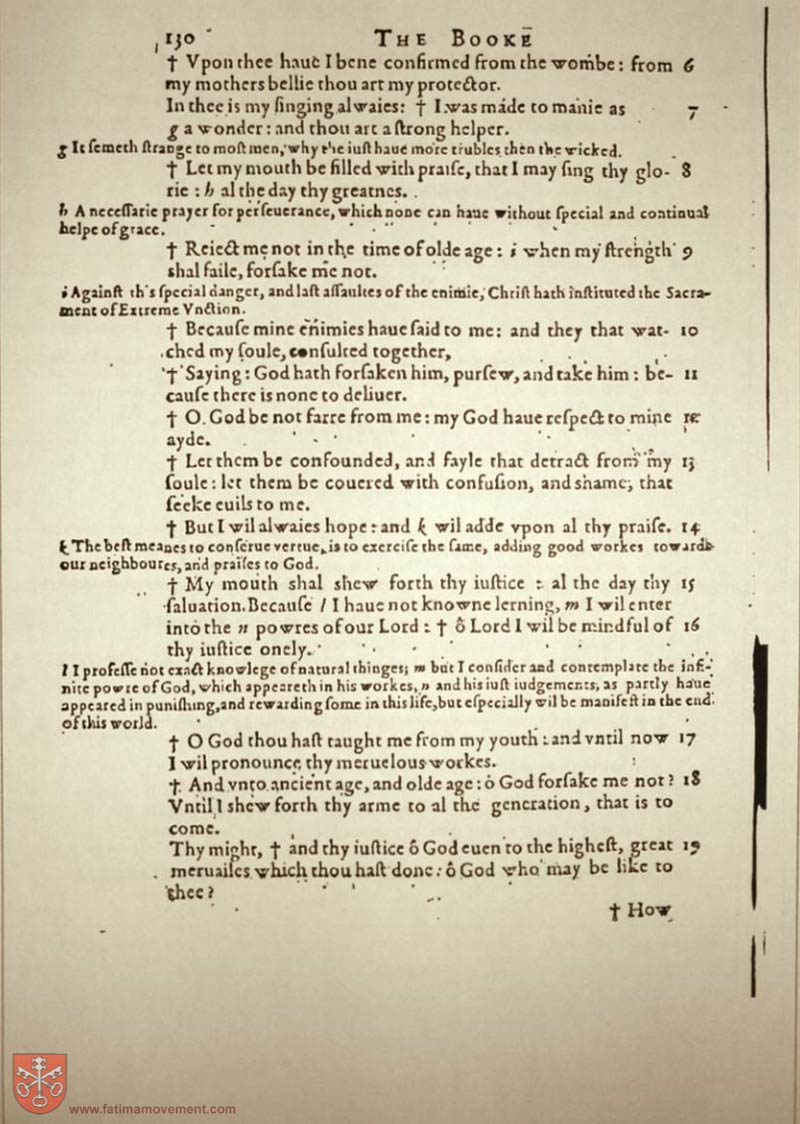 130 THE BOOKE
† Vpon thee haue I bene confirmed from the wombe: from 6
my mothers bellie thou art my protector.
In thee is my ſinging alwaies: † I was made to manie as 7
g a wonder: and thou art a ſtrong helper.
g It ſemeth ſtrange to moſt men, why the iuſt haue more trubles then the wicked.
† Let my mouth be filled with praiſe, that I may ſing thy glo- 8
rie: h al the day thy greatnes.
h A neceſſarie prayer for perſeuerance, which none can haue without ſpecial and continual
helpe of grace.
† Reiect me not in the time of olde age: i when my ſtrength 9
shal faile, forſake me not.
i Againſt th's ſpecial danger, and laſt aſſaultes of the enimie, Chriſt hath inſtituted the Sacra-
ment of Extreme Vnction.
† Becauſe mine enimies haue ſaid to me: and they that wat- 10
ched my ſoule, conſulted together,
† Saying: God hath forſaken him, purſew, and take him: be- 11
cauſe there is none to deliuer.
† O God be not farre from me: my God haue reſpect to mine 12
ayde.
† Let them be confounded, and fayle that detract from my 13
ſoule: let them be couered with confuſion, and shame, that
ſeeke euils to me.
† But I wil alwaies hope: and k wil adde vpon al thy praiſe. 14
k The beſt meanes to conſerue vertue, is to exerciſe the ſame, adding good workes towards
our neighboures, and praiſes to God.
† My mouth shal shew forth thy iuſtice: al the day thy 15
ſaluation. Becauſe l I haue not knowne lerning, m I wil enter
into the n powres of our Lord: † ô Lord I wil be mindful of 16
thy iuſtice onely.
l I profeſſe not exact knowlege of natural thinges; m but I conſider and contemplate the infi-
nite powre of God, which appeareth in his workes, n and his iuſt iudgements, as partly haue
appeared in punishing, and rewarding ſome in this life, but eſpecially wil be manifeſt in the end
of this world.
† O God thou haſt taught me from my youth: and vntil now 17
I wil pronounce thy meruelous workes.
† And vnto ancient age, and olde age: ô God forſake me not? 18
Vntil I shew forth thy arme to al the generation, that is to
come.
Thy might, † and thy iuſtice ô God euen to the higheſt, great 19
meruailes which thou haſt done: ô God who may be like to
thee?
† How
www.fatimamovement.com